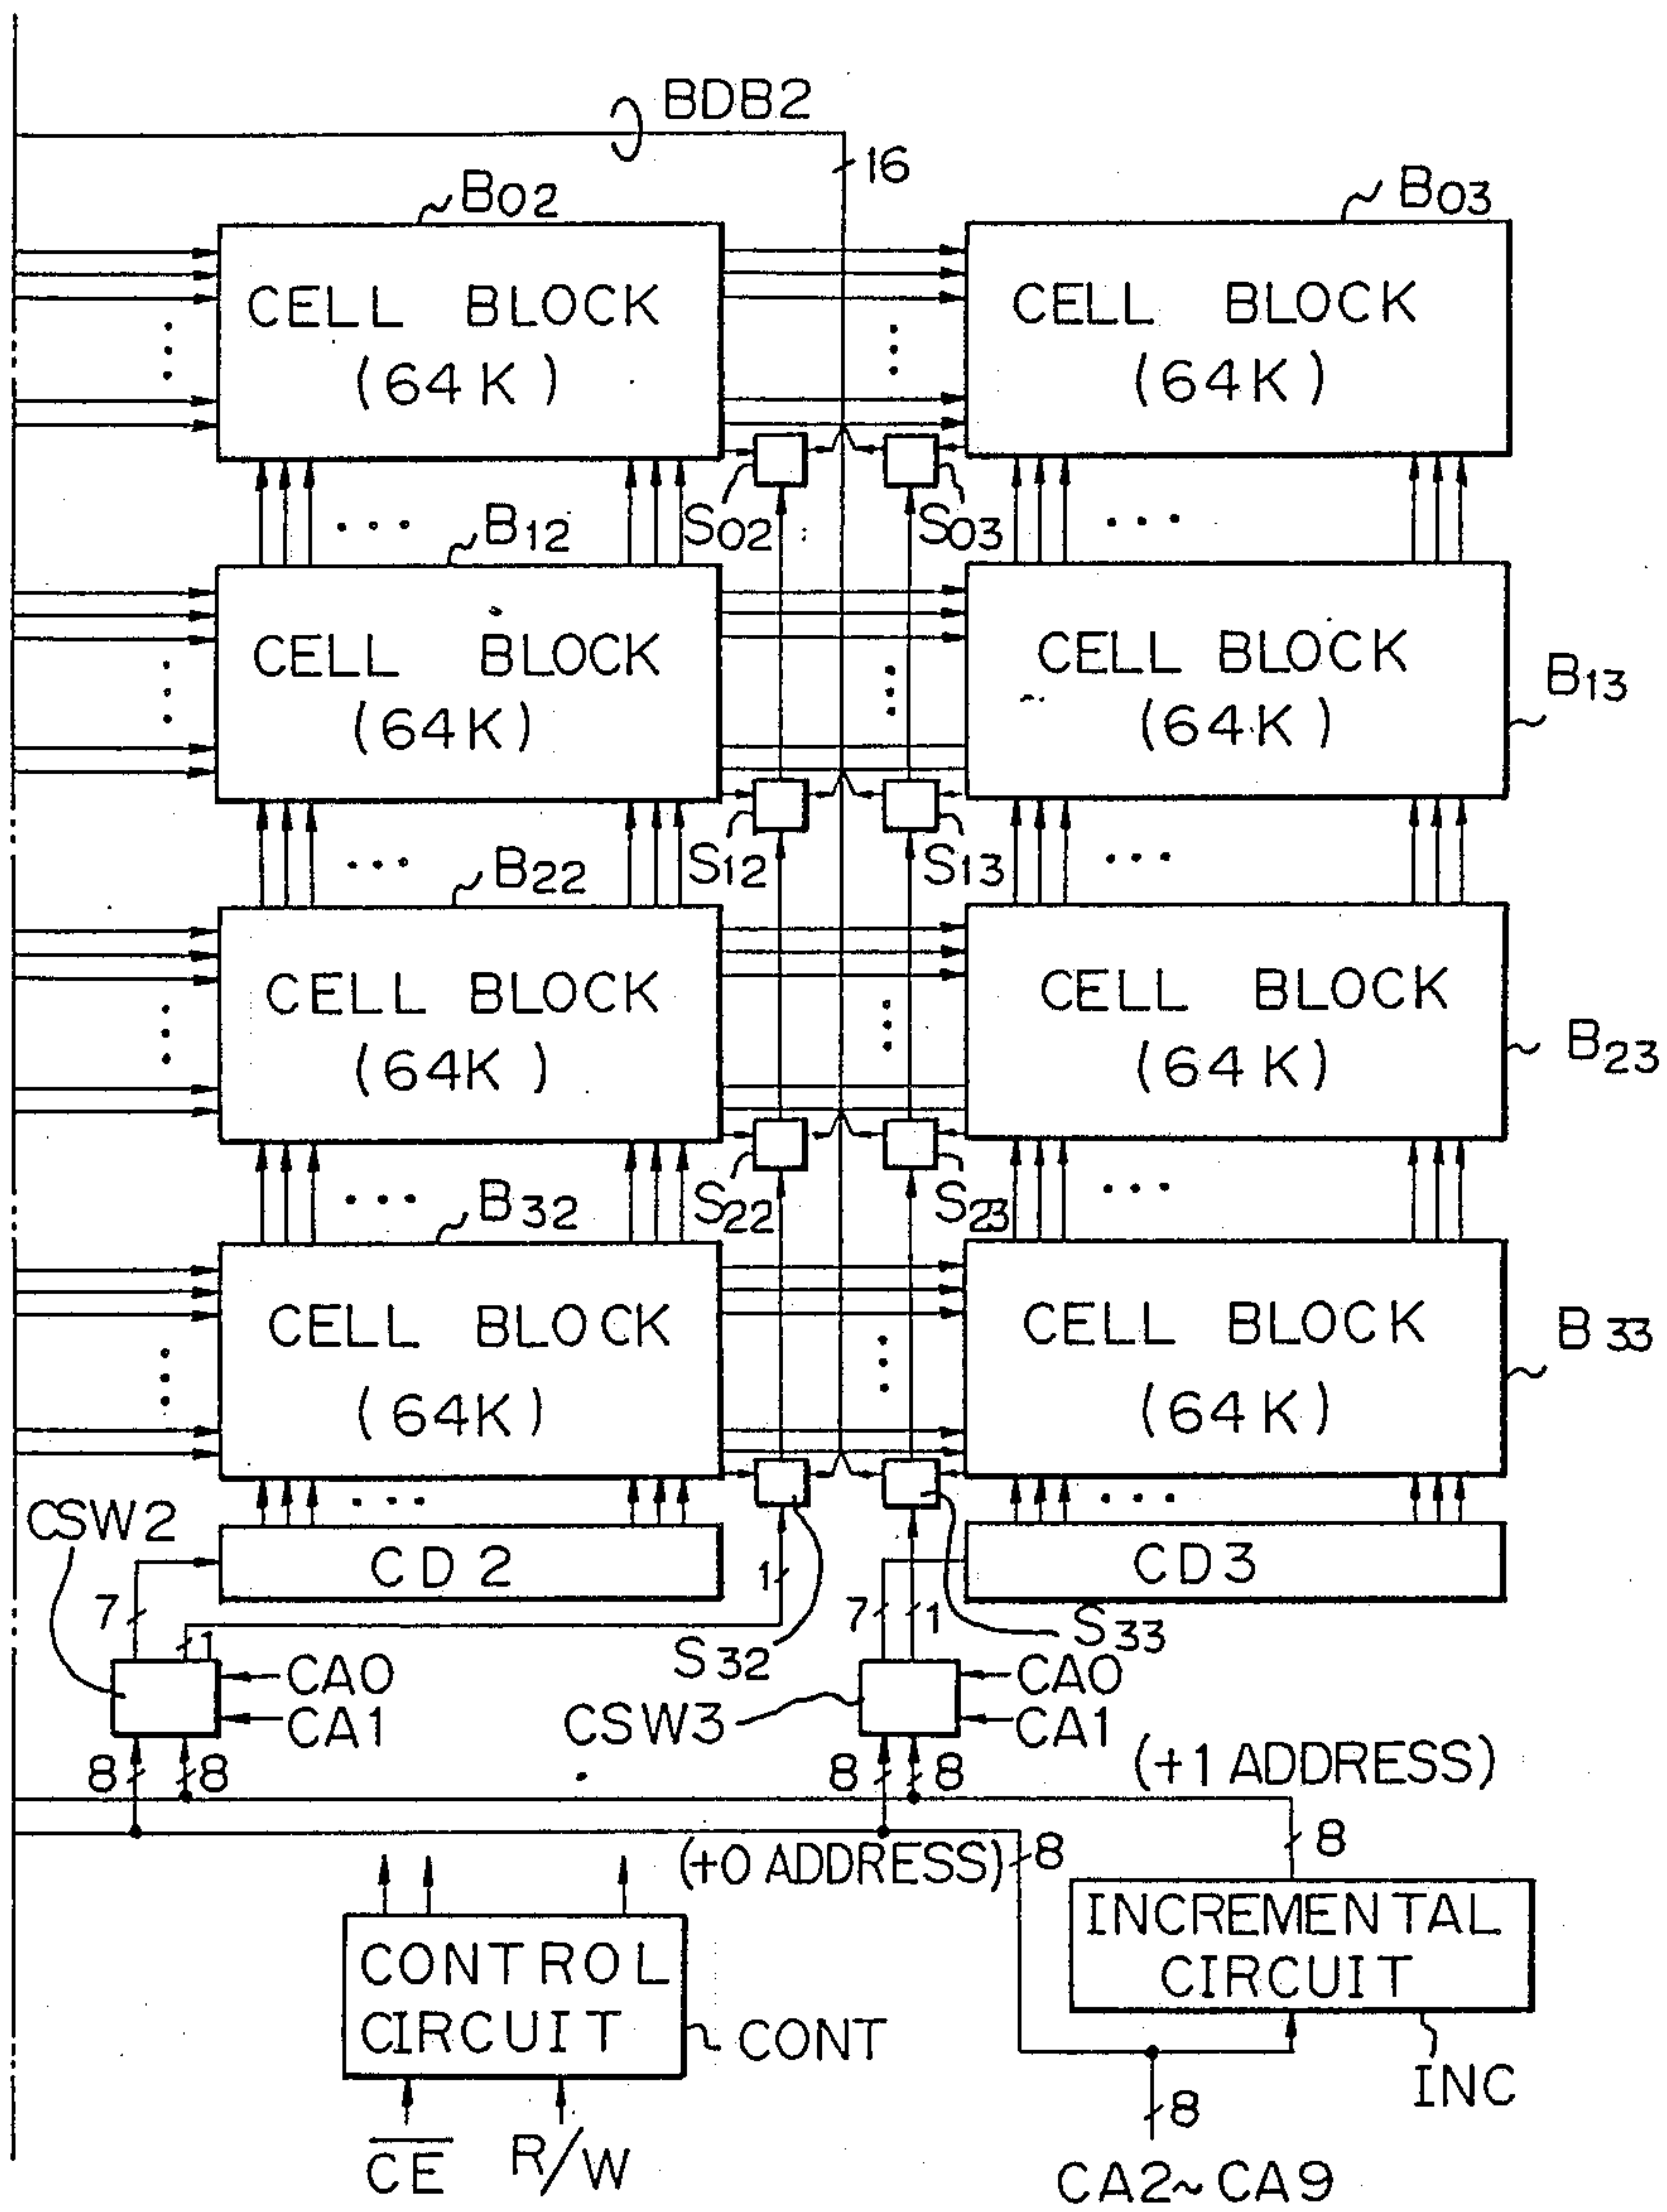 BDB2
16
B02
B03
CELL BLOCK
(64K)
CELL BLOCK
(64K)
S02
S03
B12
CELL BLOCK
(64K)
CELL BLOCK
(64K)
B13
S12
S13
B22
CELL BLOCK
(64K)
CELL BLOCK
(64K)
B23
S22
S23
B32
CELL BLOCK
(64K)
CELL BLOCK
(64K)
B33
CSW2
CD2
CD3
7
1
1
7
1
S32
S33
CA0
CA1
CSW3
CA0
CA1
8
8
8
8
(+1 ADDRESS)
8
(+0 ADDRESS)
8
INCREMENTAL
CIRCUIT
CONTROL
CIRCUIT
CONT
INC
8
C̅E̅
R/W
CA2~CA9